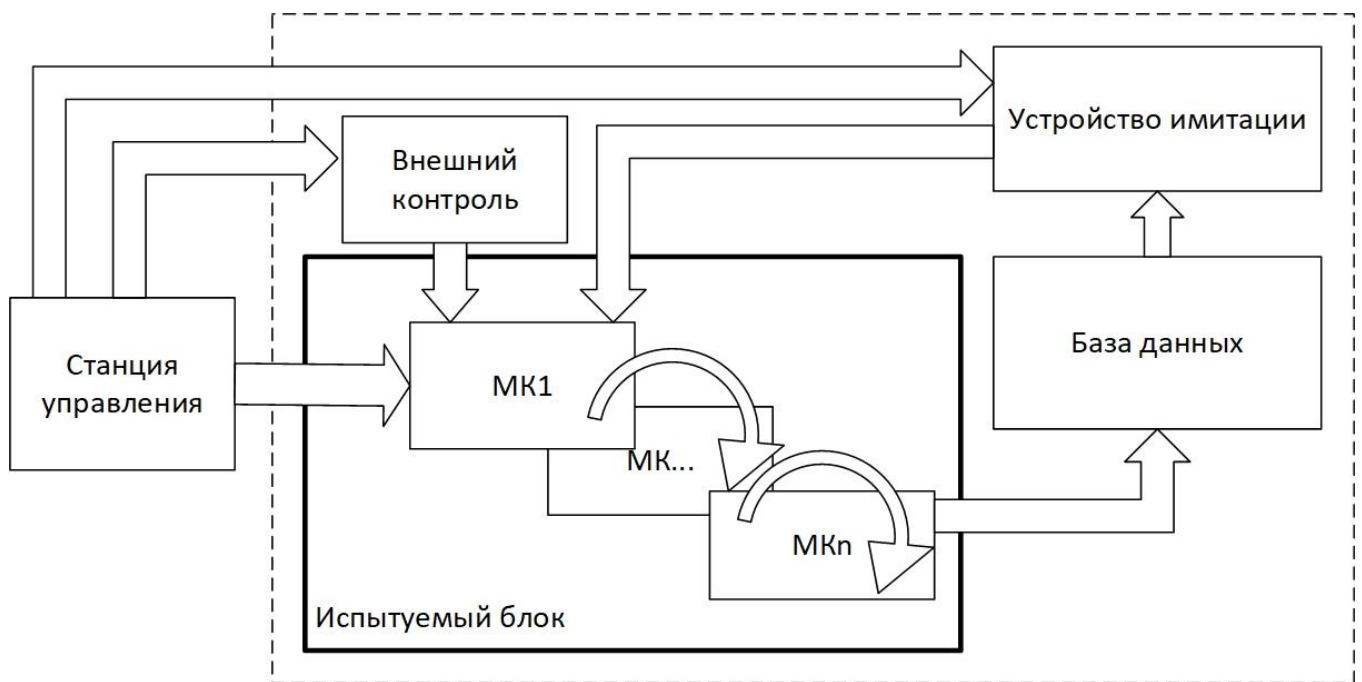 Устройство имитации
Внешний
контроль
Станция
управления
МК1
База данных
МК...
МКn
Испытуемый блок